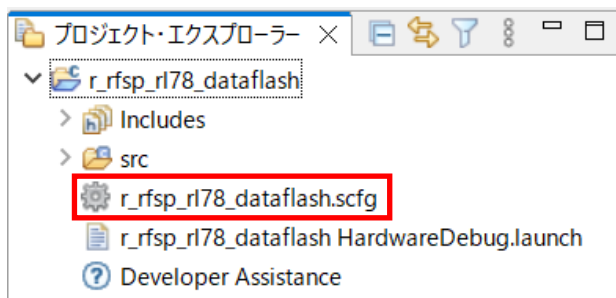 プロジェクト・エクスプローラー
r_rfsp_rl78_dataflash
Includes
src
r_rfsp_rl78_dataflash.scfg
r_rfsp_rl78_dataflash HardwareDebug.launch
Developer Assistance